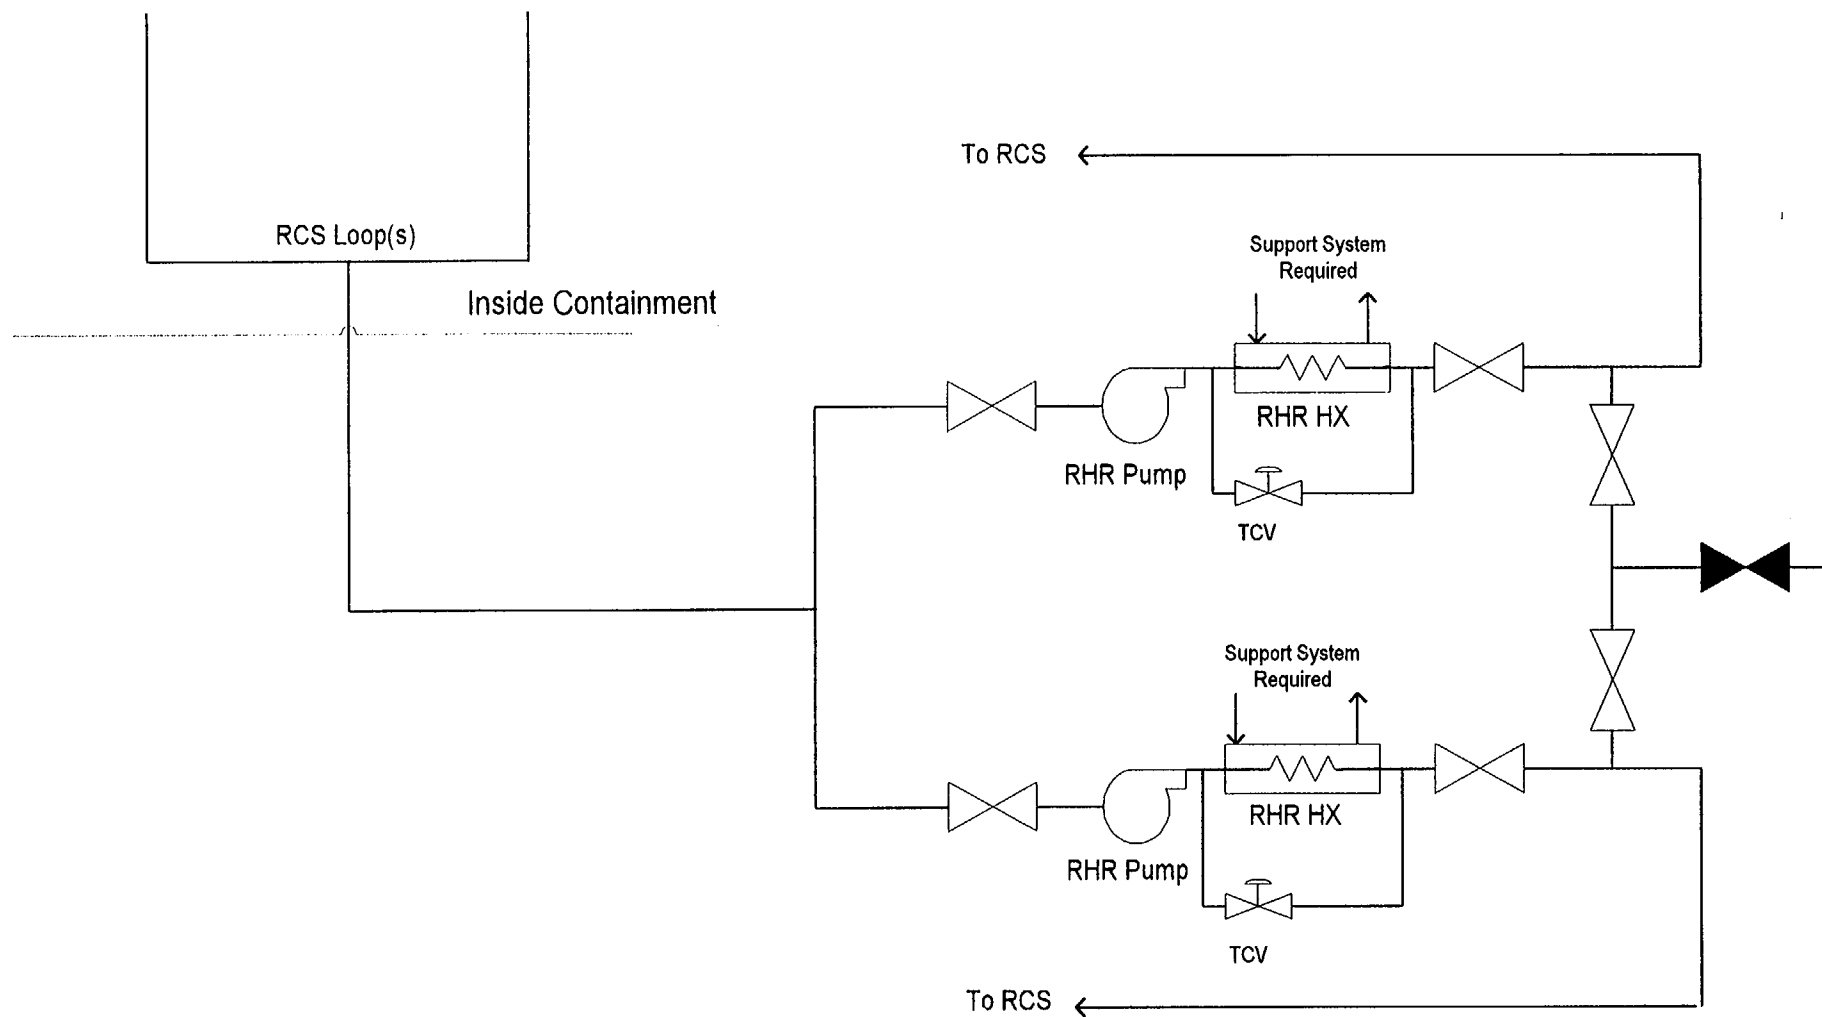 To RCS
RCS Loop(s)
Support System
Required
Inside Containment
RHR HX
RHR Pump
TCV
Support System
Required
RHR HX
RHR Pump
TCV
To RCS